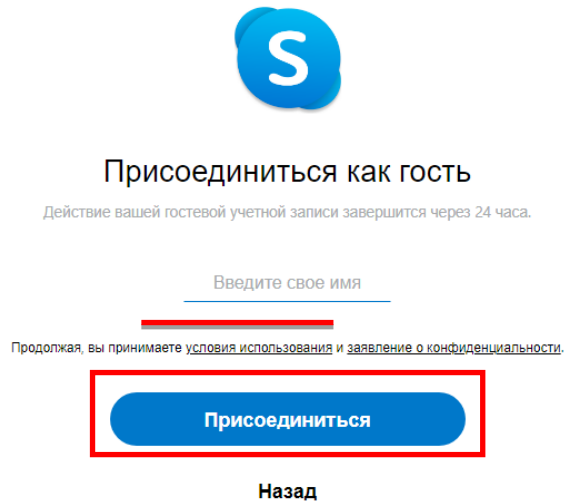 S
Присоединиться как гость
Действие вашей гостевой учетной записи завершится через 24 часа.
Введите свое имя
Продолжая, вы принимаете условия использования и заявление о конфиденциальности.
Присоединиться
Назад